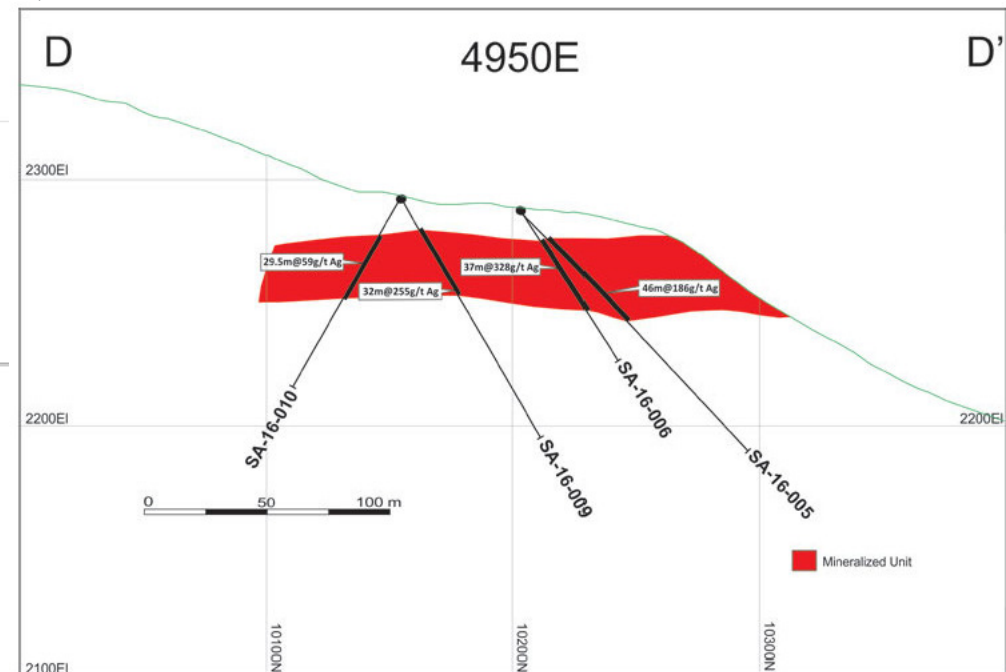 D
4950E
D'
2300El
29.5m@59g/t Ag
37m@328g/t Ag
32m@255g/t Ag
46m@186g/t Ag
SA-16-010
SA-16-009
SA-16-006
SA-16-005
2200El
2200El
0 50 100 m
Mineralized Unit
10100N
10200N
10300N
2100El